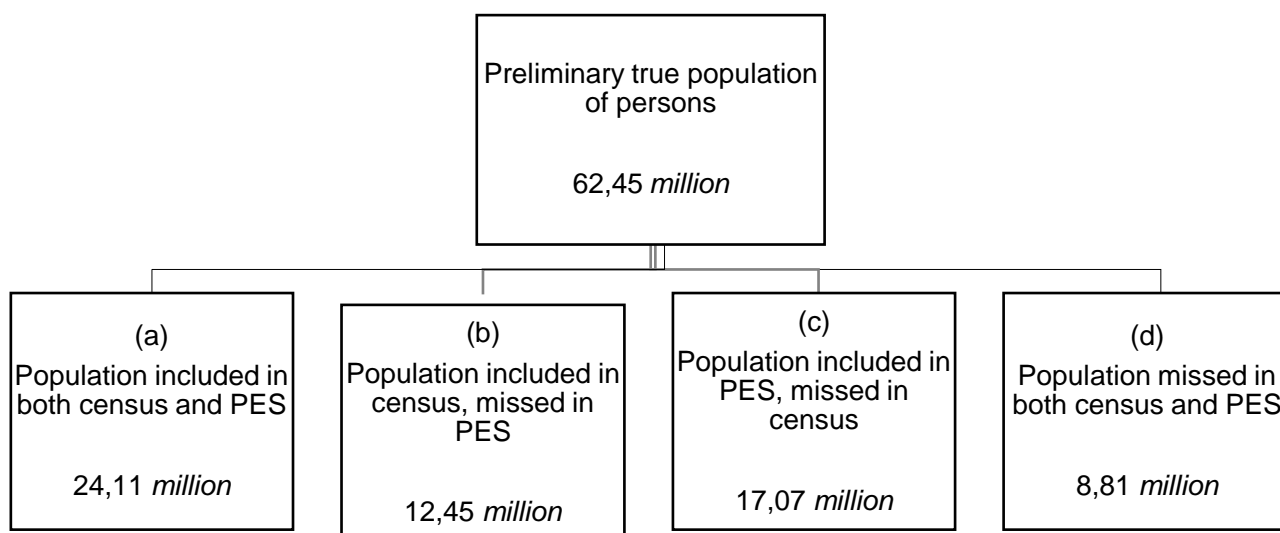 Preliminary true population
of persons
62,45 million
(a)
Population included in
both census and PES
24,11 million
(b)
Population included in
census, missed in
PES
12,45 million
(c)
Population included in
PES, missed in
census
17,07 million
(d)
Population missed in
both census and PES
8,81 million